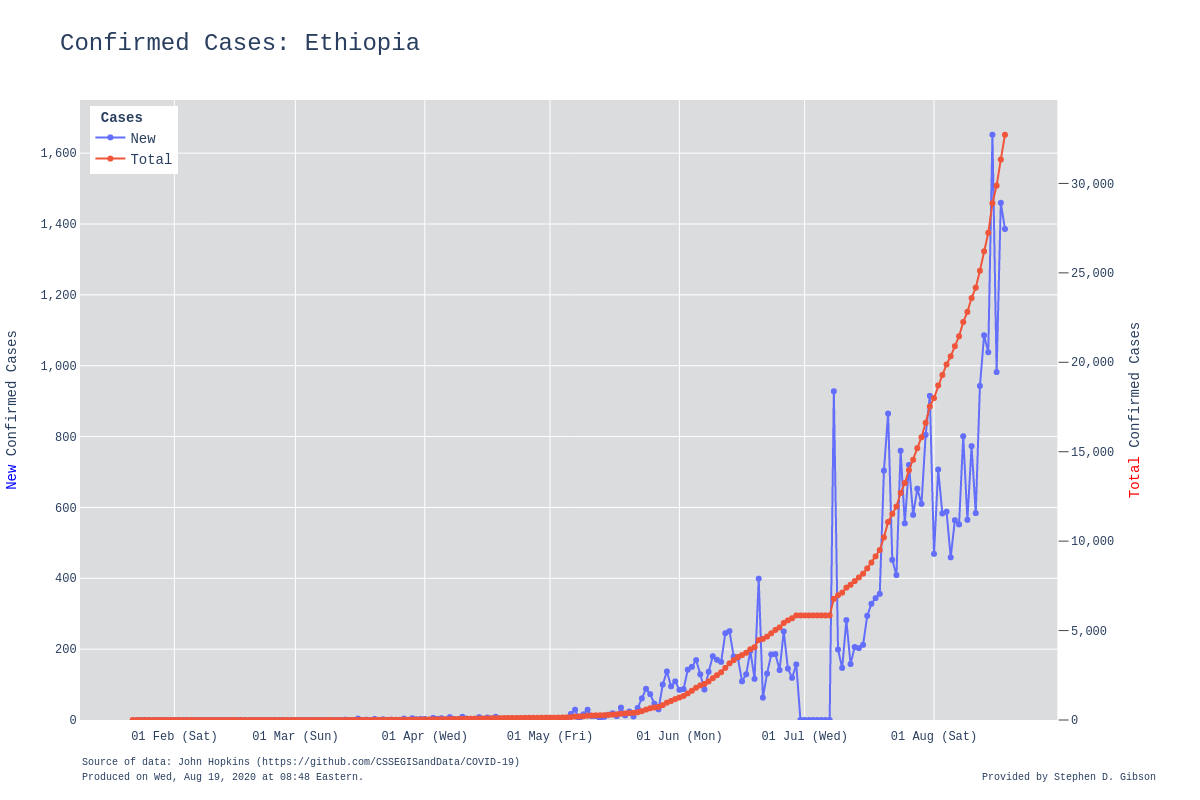 Confirmed Cases: Ethiopia
Cases
New
Total
1,600
1,400
1,200
1,000
800
600
400
200
0
New Confirmed Cases
30,000
25,000
20,000
15,000
10,000
5,000
0
Total Confirmed Cases
01 Feb (Sat) 01 Mar (Sun) 01 Apr (Wed) 01 May (Fri) 01 Jun (Mon) 01 Jul (Wed) 01 Aug (Sat)
Source of data: John Hopkins (https://github.com/CSSEGISandData/COVID-19)
Produced on Wed, Aug 19, 2020 at 08:48 Eastern.
Provided by Stephen D. Gibson